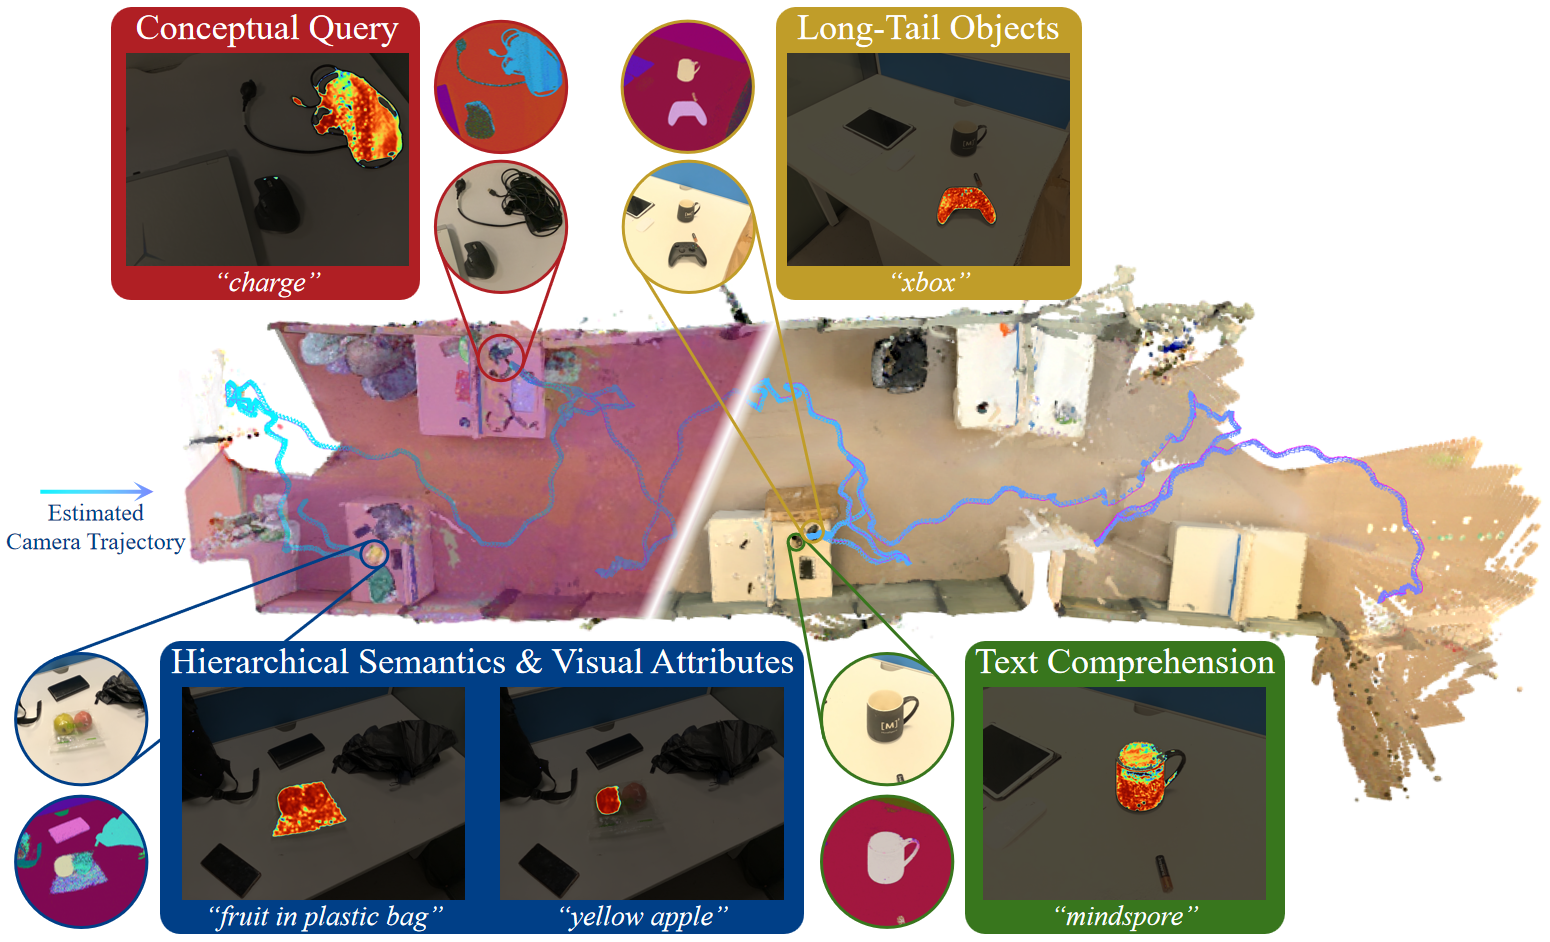 Conceptual Query
“charge”
Long-Tail Objects
[M]
“xbox”
Estimated
Camera Trajectory
Hierarchical Semantics & Visual Attributes
“fruit in plastic bag”
“yellow apple”
[M]
Text Comprehension
“mindspore”